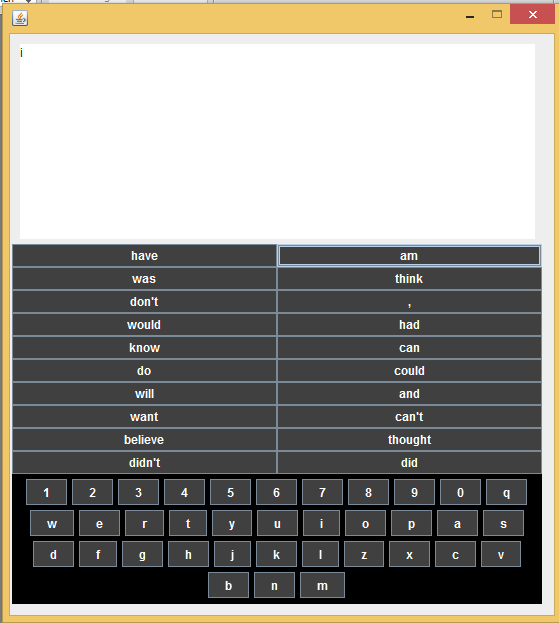 i
have am
was think
don't ,
would had
know can
do could
will and
want can't
believe thought
didn't did
1 2 3 4 5 6 7 8 9 0 q
w e r t y u i o p a s
d f g h j k l z x c v
b n m